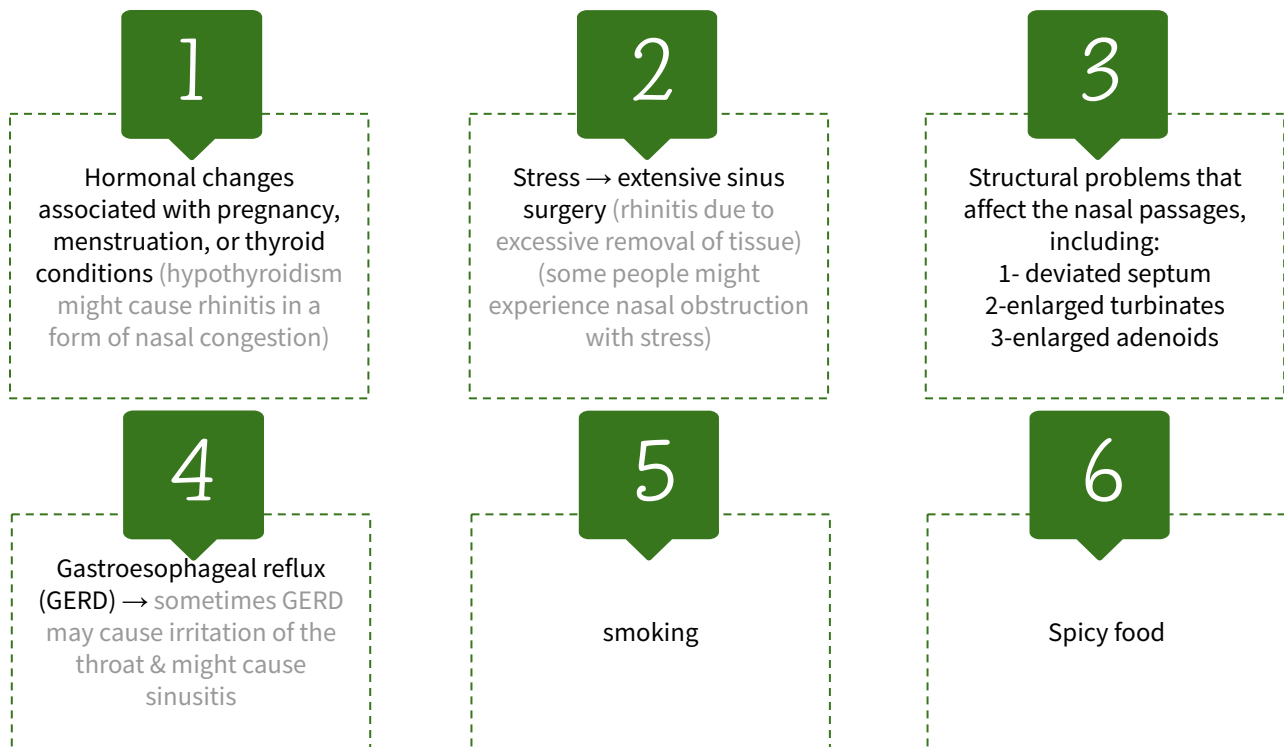 1
Hormonal changes
associated with pregnancy,
menstruation, or thyroid
conditions (hypothyroidism
might cause rhinitis in a
form of nasal congestion)
2
Stress → extensive sinus
surgery (rhinitis due to
excessive removal of tissue)
(some people might
experience nasal obstruction
with stress)
3
Structural problems that
affect the nasal passages,
including:
1- deviated septum
2-enlarged turbinates
3-enlarged adenoids
4
Gastroesophageal reflux
(GERD) → sometimes GERD
may cause irritation of the
throat & might cause
sinusitis
5
smoking
6
Spicy food